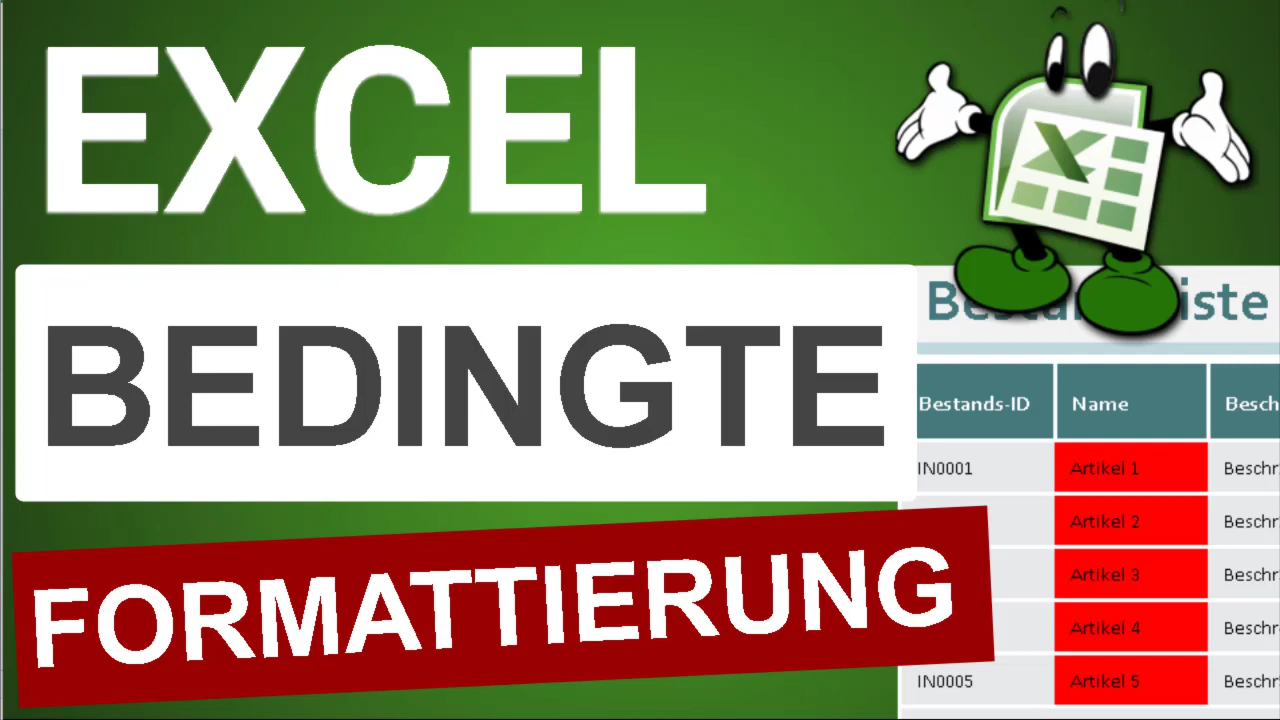 EXCEL
BEDINGTE
FORMATTIERUNG
Bestands-ID Name
IN0001 Artikel 1
Artikel 2
Artikel 3
Artikel 4
IN0005 Artikel 5